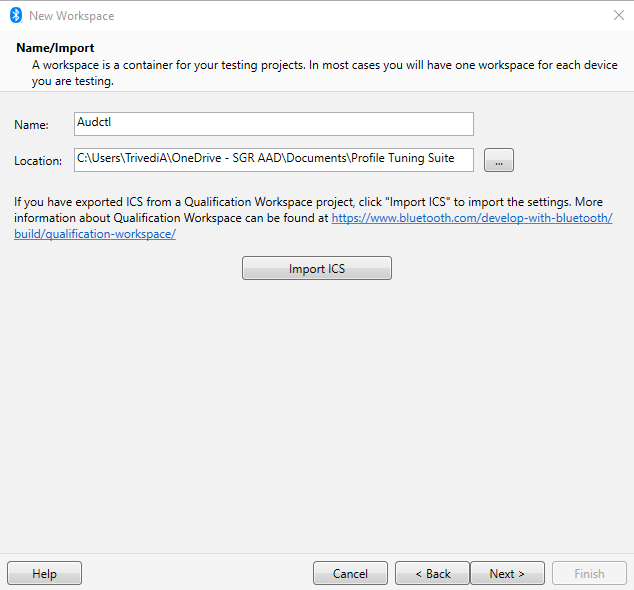 New Workspace
Name/Import
A workspace is a container for your testing projects. In most cases you will have one workspace for each device
you are testing.
Name: Audctl
Location: C:\Users\TrivediA\OneDrive - SGR AAD\Documents\Profile Tuning Suite ...
If you have exported ICS from a Qualification Workspace project, click "Import ICS" to import the settings. More
information about Qualification Workspace can be found at https://www.bluetooth.com/develop-with-bluetooth/
build/qualification-workspace/
Import ICS
Help Cancel < Back Next > Finish